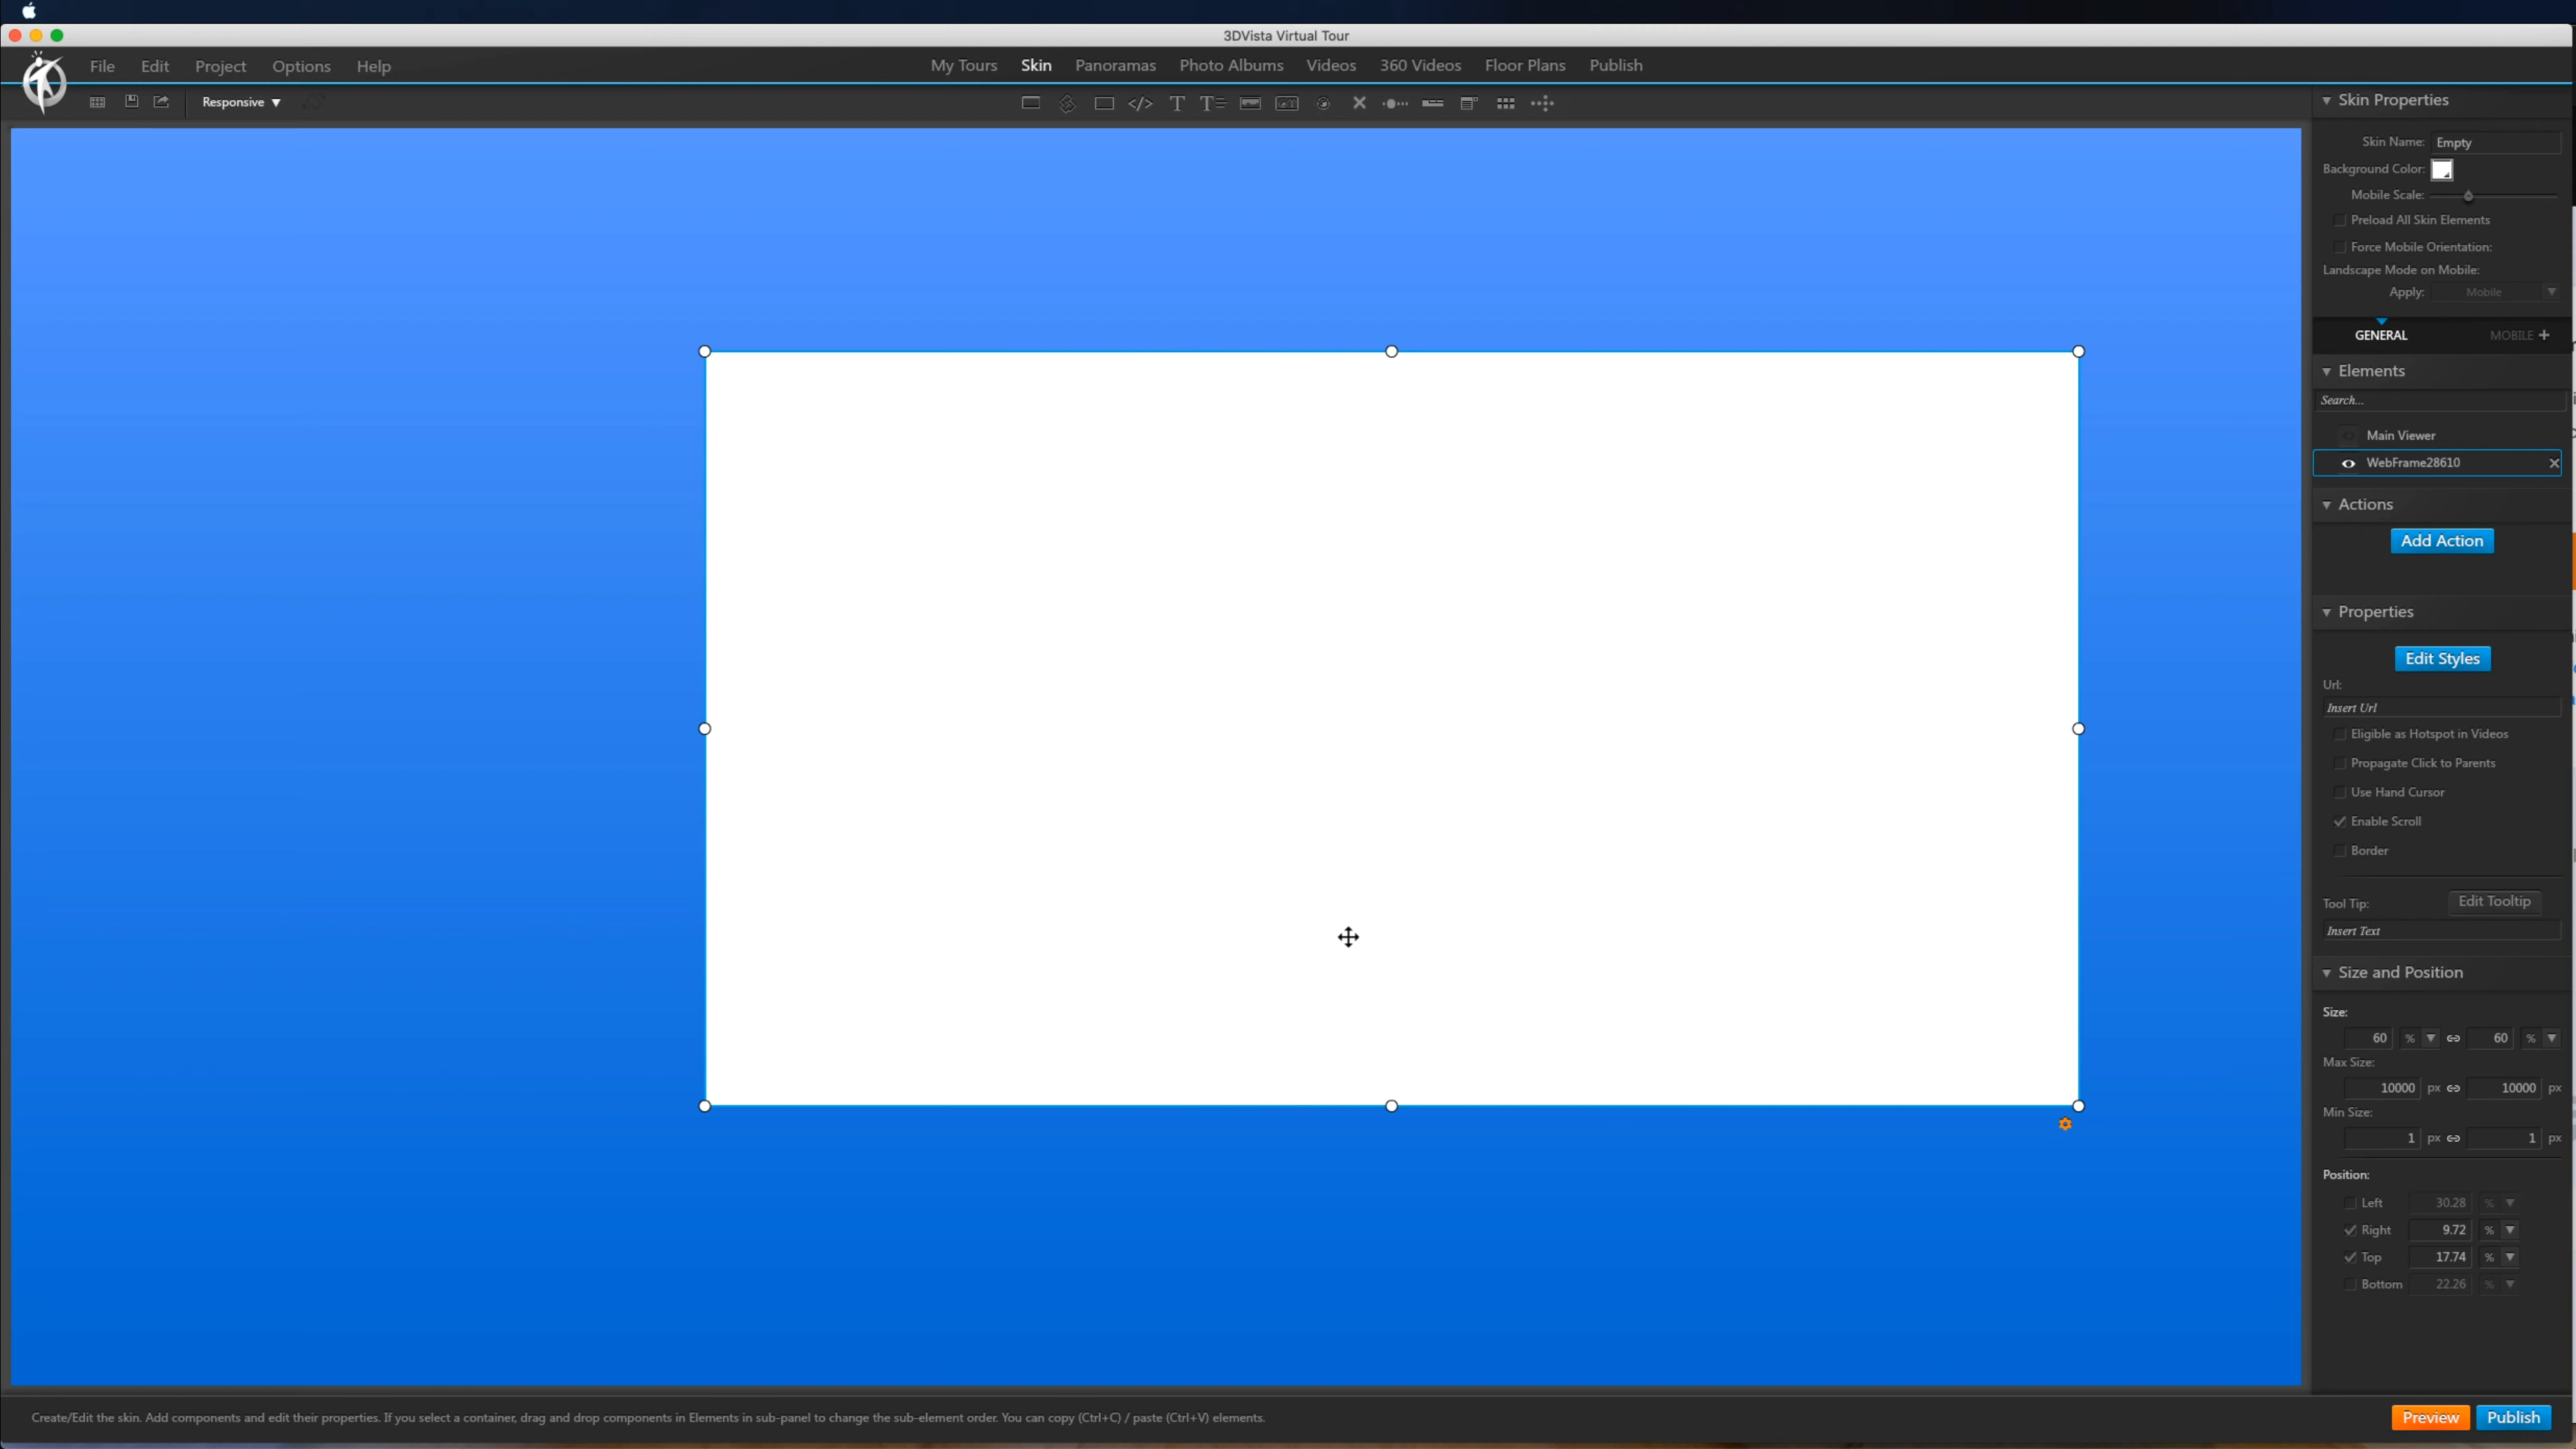 3DVista Virtual Tour
File Edit Project Options Help
My Tours Skin Panoramas Photo Albums Videos 360 Videos Floor Plans Publish
Responsive
Skin Properties
Skin Name: Empty
Background Color:
Mobile Scale:
Preload All Skin Elements
Force Mobile Orientation:
Landscape Mode on Mobile:
Apply: Mobile
GENERAL MOBILE +
Elements
Search...
Main Viewer
WebFrame28610
Actions
Add Action
Properties
Edit Styles
Url:
Insert Url
Eligible as Hotspot in Videos
Propagate Click to Parents
Use Hand Cursor
Enable Scroll
Border
Tool Tip: Edit Tooltip
Insert Text
Size and Position
Size:
60 % 60 %
Max Size:
10000 px 10000 px
Min Size:
1 px 1 px
Position:
Left 30.28 %
Right 9.72 %
Top 17.74 %
Bottom 22.26 %
Create/Edit the skin. Add components and edit their properties. If you select a container, drag and drop components in Elements in sub-panel to change the sub-element order. You can copy (Ctrl+C) / paste (Ctrl+V) elements.
Preview Publish